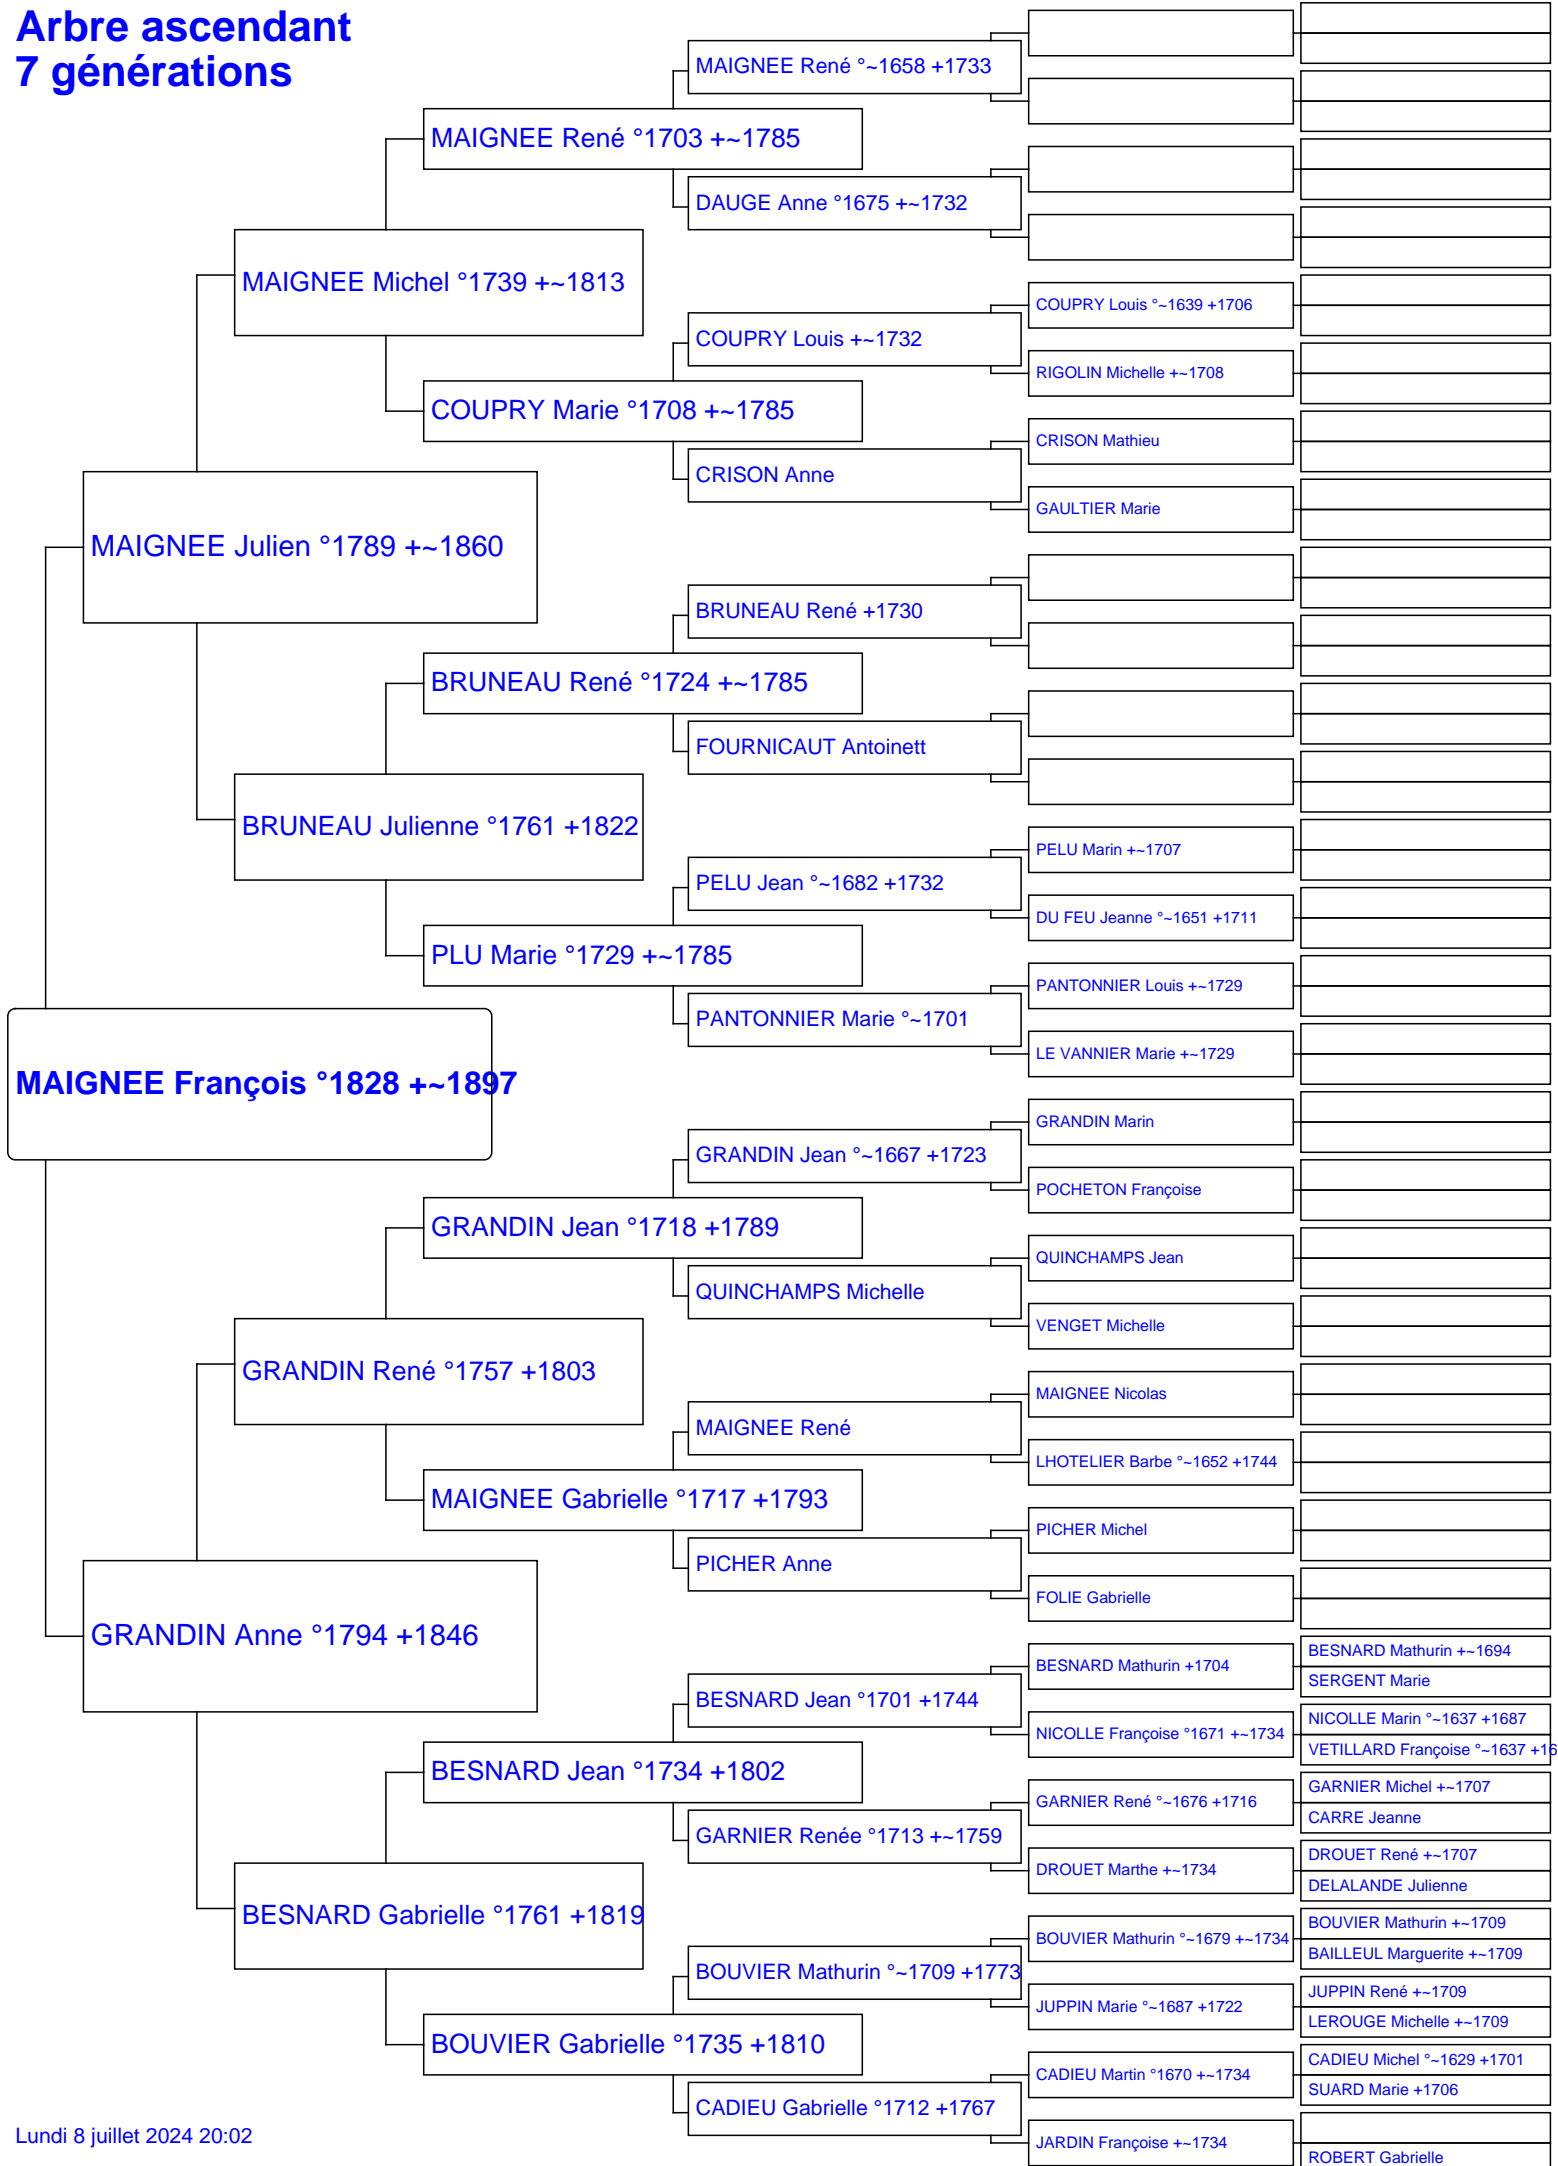 Arbre ascendant
7 générations
MAIGNEE René °~1658 +1733
MAIGNEE René °1703 +~1785
DAUGE Anne °1675 +~1732
MAIGNEE Michel °1739 +~1813
COUPRY Louis °~1639 +1706
COUPRY Louis +~1732
RIGOLIN Michelle +~1708
COUPRY Marie °1708 +~1785
CRISON Mathieu
CRISON Anne
GAULTIER Marie
MAIGNEE Julien °1789 +~1860
BRUNEAU René +1730
BRUNEAU René °1724 +~1785
FOURNICAUT Antoinett
BRUNEAU Julienne °1761 +1822
PELU Marin +~1707
PELU Jean °~1682 +1732
DU FEU Jeanne °~1651 +1711
PLU Marie °1729 +~1785
PANTONNIER Louis +~1729
PANTONNIER Marie °~1701
LE VANNIER Marie +~1729
MAIGNEE François °1828 +~1897
GRANDIN Marin
GRANDIN Jean °~1667 +1723
POCHETON Françoise
GRANDIN Jean °1718 +1789
QUINCHAMPS Jean
QUINCHAMPS Michelle
VENGET Michelle
GRANDIN René °1757 +1803
MAIGNEE Nicolas
MAIGNEE René
LHOTELIER Barbe °~1652 +1744
MAIGNEE Gabrielle °1717 +1793
PICHER Michel
PICHER Anne
FOLIE Gabrielle
GRANDIN Anne °1794 +1846
BESNARD Mathurin +~1694
BESNARD Mathurin +1704
SERGENT Marie
BESNARD Jean °1701 +1744
NICOLLE Marin °~1637 +1687
NICOLLE Françoise °1671 +~1734
VETILLARD Françoise °~1637 +16
BESNARD Jean °1734 +1802
GARNIER Michel +~1707
GARNIER René °~1676 +1716
CARRE Jeanne
GARNIER Renée °1713 +~1759
DROUET René +~1707
DROUET Marthe +~1734
DELALANDE Julienne
BESNARD Gabrielle °1761 +1819
BOUVIER Mathurin +~1709
BOUVIER Mathurin °~1679 +~1734
BAILLEUL Marguerite +~1709
BOUVIER Mathurin °~1709 +1773
JUPPIN René +~1709
JUPPIN Marie °~1687 +1722
LEROUGE Michelle +~1709
BOUVIER Gabrielle °1735 +1810
CADIEU Michel °~1629 +1701
CADIEU Martin °1670 +~1734
SUARD Marie +1706
CADIEU Gabrielle °1712 +1767
JARDIN Françoise +~1734
ROBERT Gabrielle
Lundi 8 juillet 2024 20:02